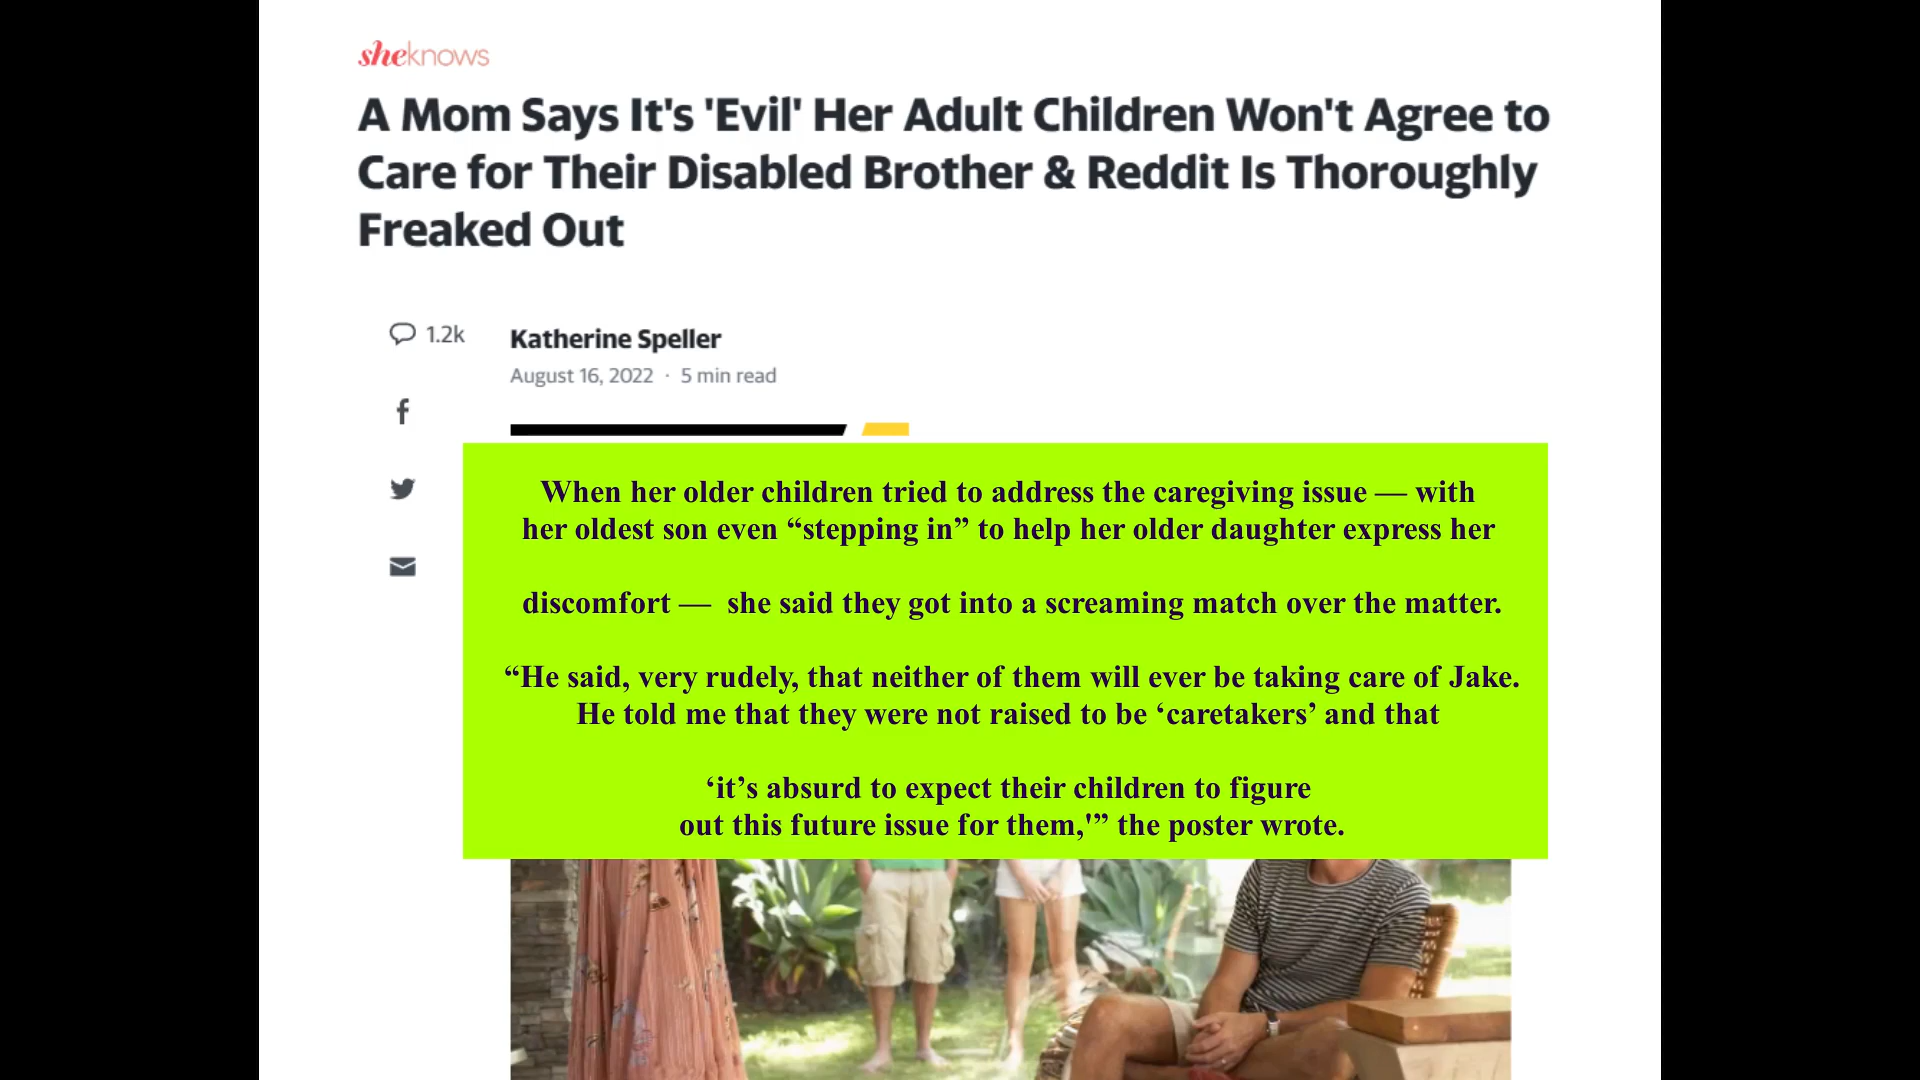 sheknows
A Mom Says It's 'Evil' Her Adult Children Won't Agree to
Care for Their Disabled Brother & Reddit Is Thoroughly
Freaked Out
1.2k
Katherine Speller
August 16, 2022 · 5 min read
When her older children tried to address the caregiving issue — with
her oldest son even “stepping in” to help her older daughter express her
discomfort — she said they got into a screaming match over the matter.
“He said, very rudely, that neither of them will ever be taking care of Jake.
He told me that they were not raised to be ‘caretakers’ and that
‘it’s absurd to expect their children to figure
out this future issue for them,'” the poster wrote.